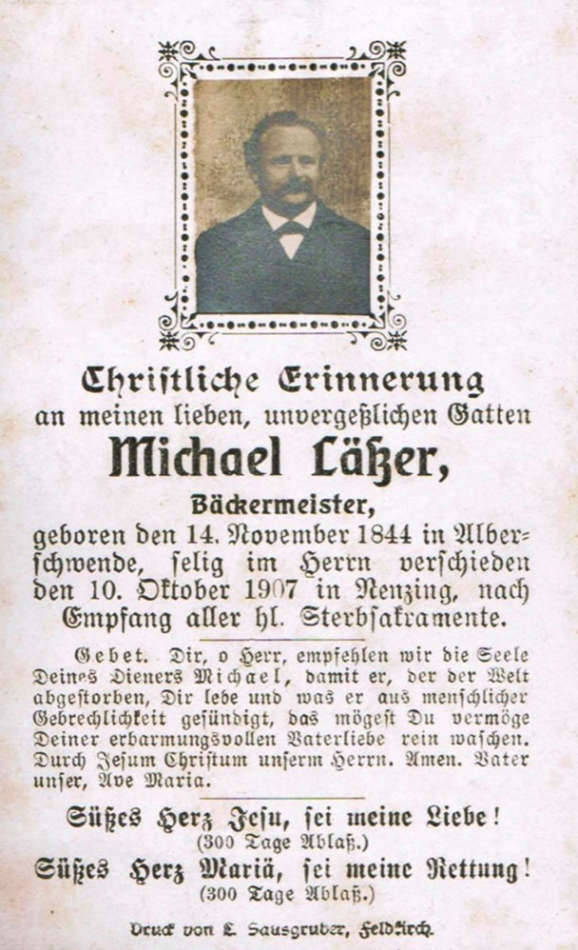 Christliche Erinnerung
an meinen lieben, unvergeßlichen Gatten
Michael Läßer,
Bäckermeister,
geboren den 14. November 1844 in Alber-
schwende, selig im Herrn verschieden
den 10. Oktober 1907 in Nenzing, nach
Empfang aller hl. Sterbsakramente.
Gebet. Dir, o Herr, empfehlen wir die Seele
Deines Dieners Michael, damit er, der der Welt
abgestorben, Dir lebe und was er aus menschlicher
Gebrechlichkeit gesündigt, das mögest Du vermöge
Deiner erbarmungsvollen Vaterliebe rein waschen.
Durch Jesum Christum unserm Herrn. Amen. Vater
unser, Ave Maria.
Süßes Herz Jesu, sei meine Liebe!
(300 Tage Ablaß.)
Süßes Herz Mariä, sei meine Rettung!
(300 Tage Ablaß.)
Druck von L. Sausgruber, Feldkirch.